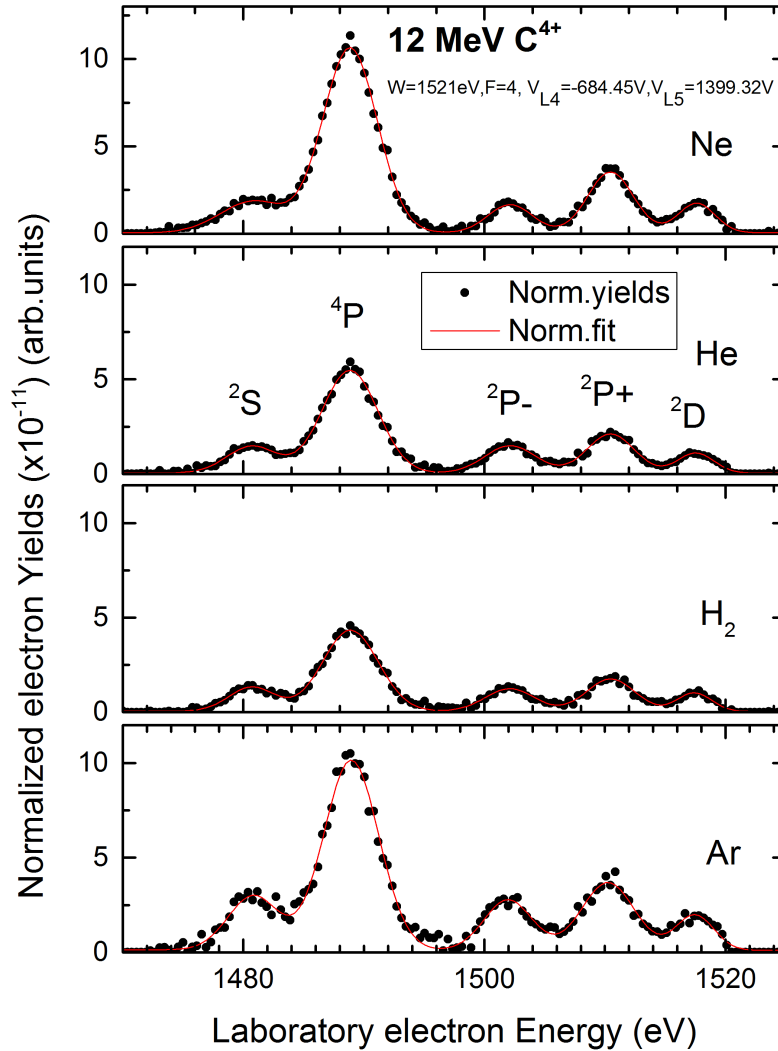 12 MeV C⁴⁺
W=1521eV,F=4, V_L4=-684.45V,V_L5=1399.32V
Ne
10
5
0
Norm.yields
Norm.fit
He
⁴P
²S
²P-
²P+
²D
10
5
0
H₂
10
5
0
Ar
10
5
0
1480
1500
1520
Normalized electron Yields (x10⁻¹¹) (arb.units)
Laboratory electron Energy (eV)